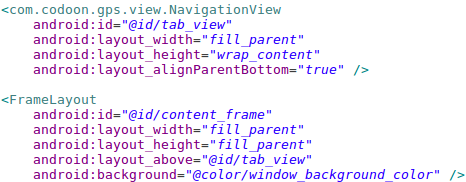 <com.codoon.gps.view.NavigationView
    android:id="@id/tab_view"
    android:layout_width="fill_parent"
    android:layout_height="wrap_content"
    android:layout_alignParentBottom="true" />

<FrameLayout
    android:id="@id/content_frame"
    android:layout_width="fill_parent"
    android:layout_height="fill_parent"
    android:layout_above="@id/tab_view"
    android:background="@color/window_background_color" />